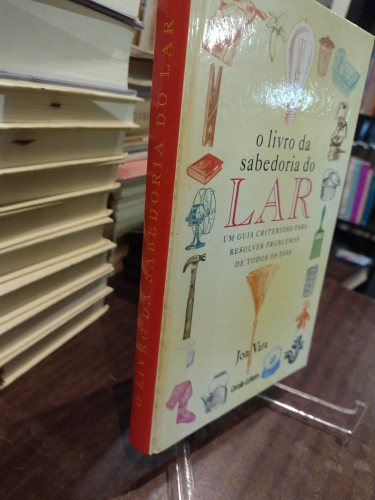 O LIVRO DA SABEDORIA DO LAR
o livro da
sabedoria do
LAR
UM GUIA CRITERIOSO PARA
RESOLVER PROBLEMAS
DE TODOS OS DIAS
Jon Vara